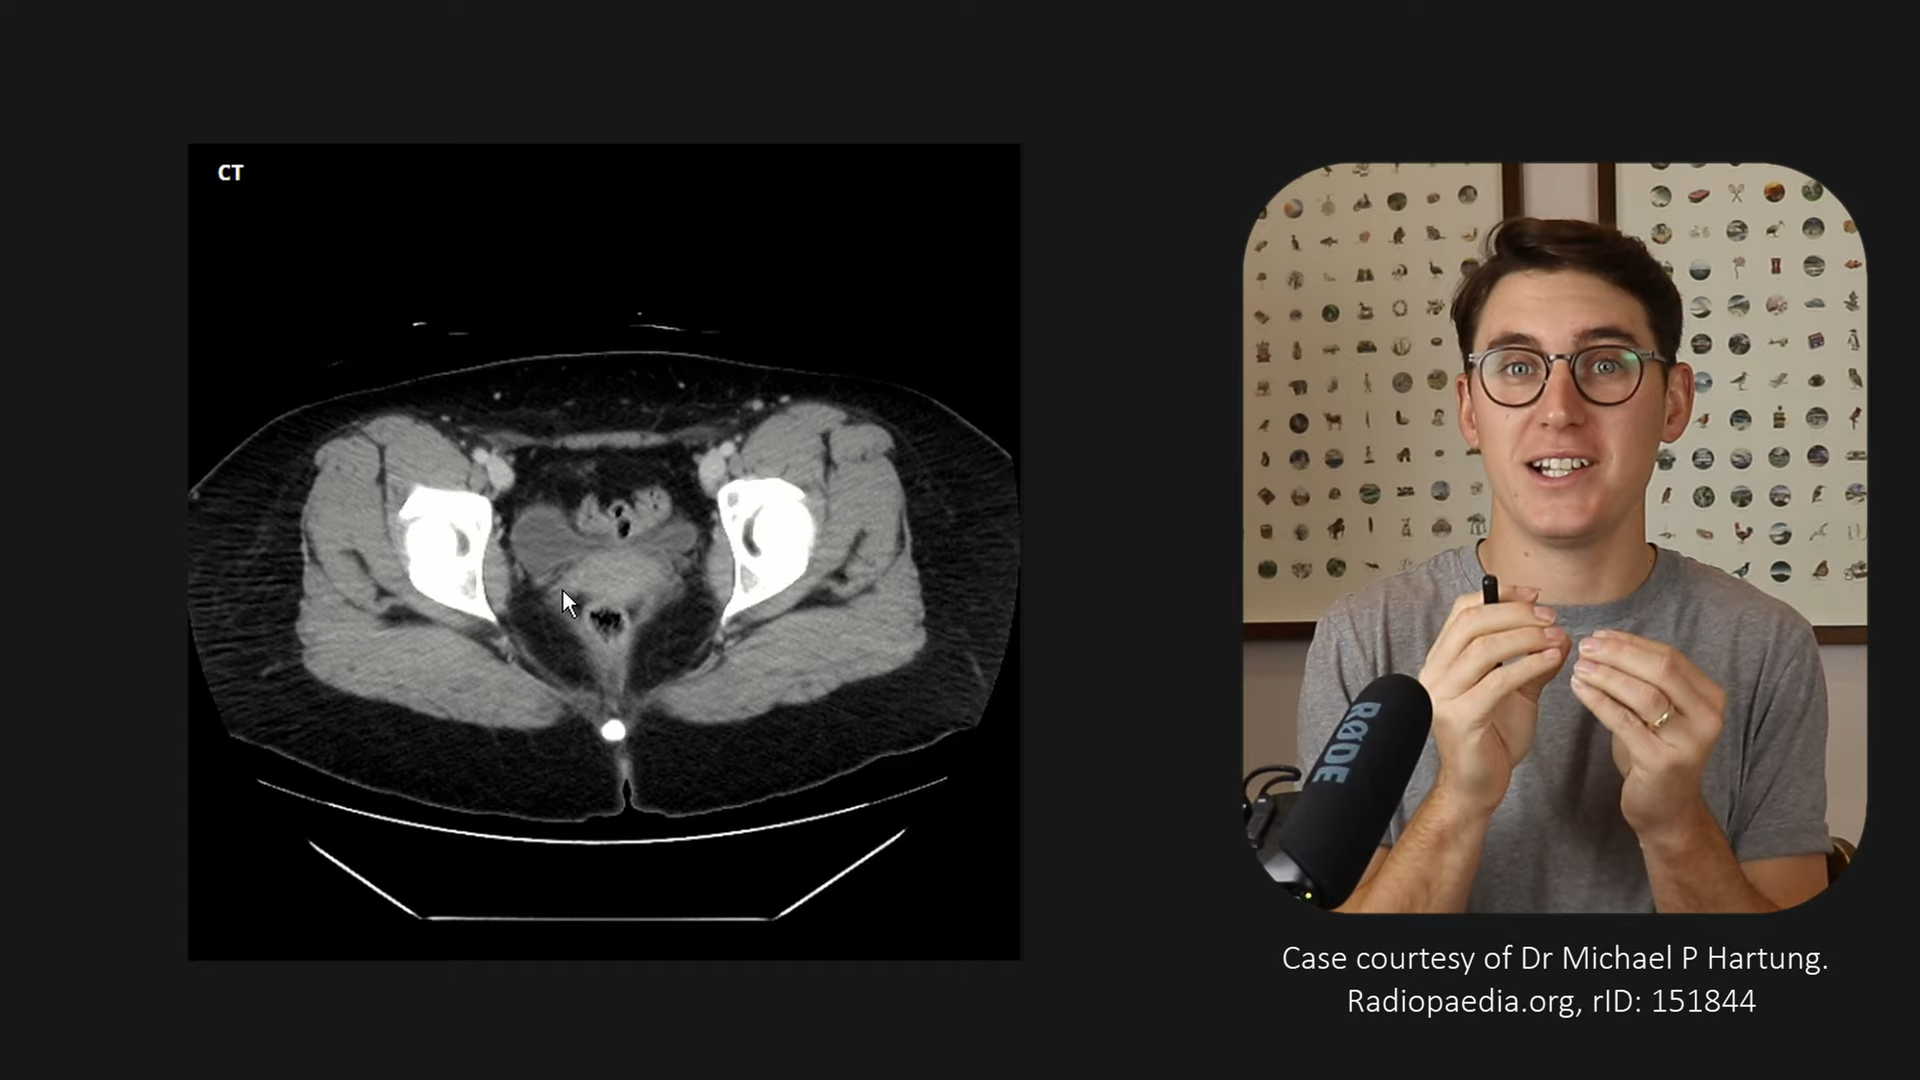 CT
RØDE
Case courtesy of Dr Michael P Hartung.
Radiopaedia.org, rID: 151844